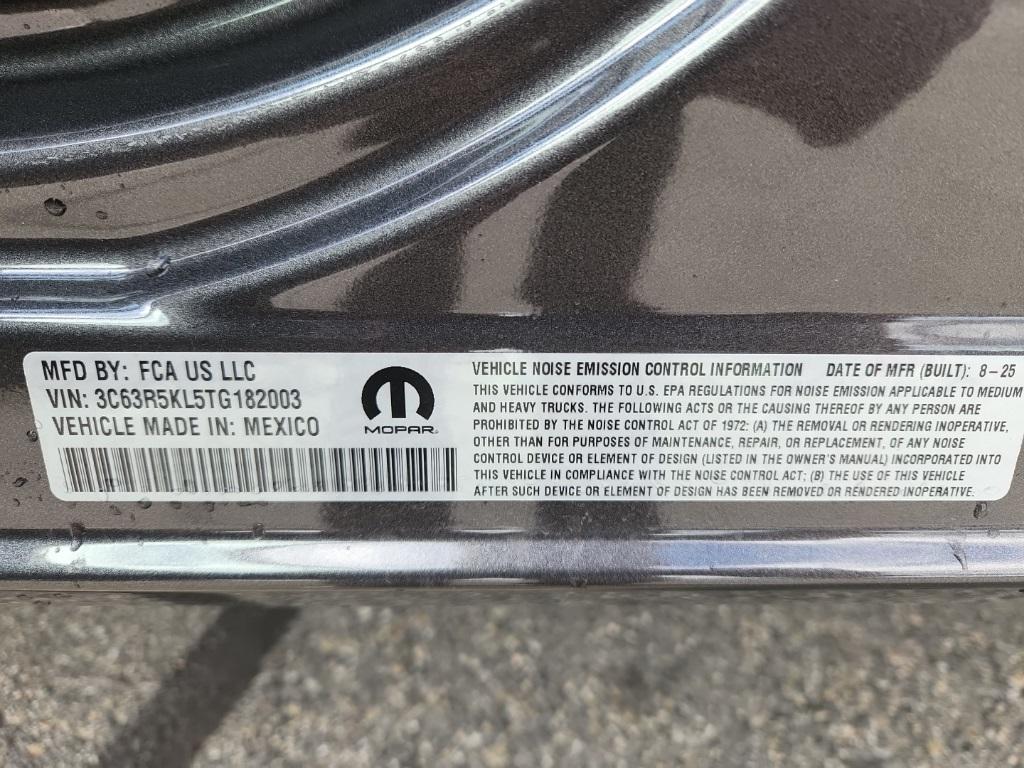 MFD BY: FCA US LLC
VIN: 3C63R5KL5TG182003
VEHICLE MADE IN: MEXICO
MOPAR
VEHICLE NOISE EMISSION CONTROL INFORMATION DATE OF MFR (BUILT): 8-25
THIS VEHICLE CONFORMS TO U.S. EPA REGULATIONS FOR NOISE EMISSION APPLICABLE TO MEDIUM
AND HEAVY TRUCKS. THE FOLLOWING ACTS OR THE CAUSING THEREOF BY ANY PERSON ARE
PROHIBITED BY THE NOISE CONTROL ACT OF 1972: (A) THE REMOVAL OR RENDERING INOPERATIVE,
OTHER THAN FOR PURPOSES OF MAINTENANCE, REPAIR, OR REPLACEMENT, OF ANY NOISE
CONTROL DEVICE OR ELEMENT OF DESIGN (LISTED IN THE OWNER'S MANUAL) INCORPORATED INTO
THIS VEHICLE IN COMPLIANCE WITH THE NOISE CONTROL ACT; (B) THE USE OF THIS VEHICLE
AFTER SUCH DEVICE OR ELEMENT OF DESIGN HAS BEEN REMOVED OR RENDERED INOPERATIVE.